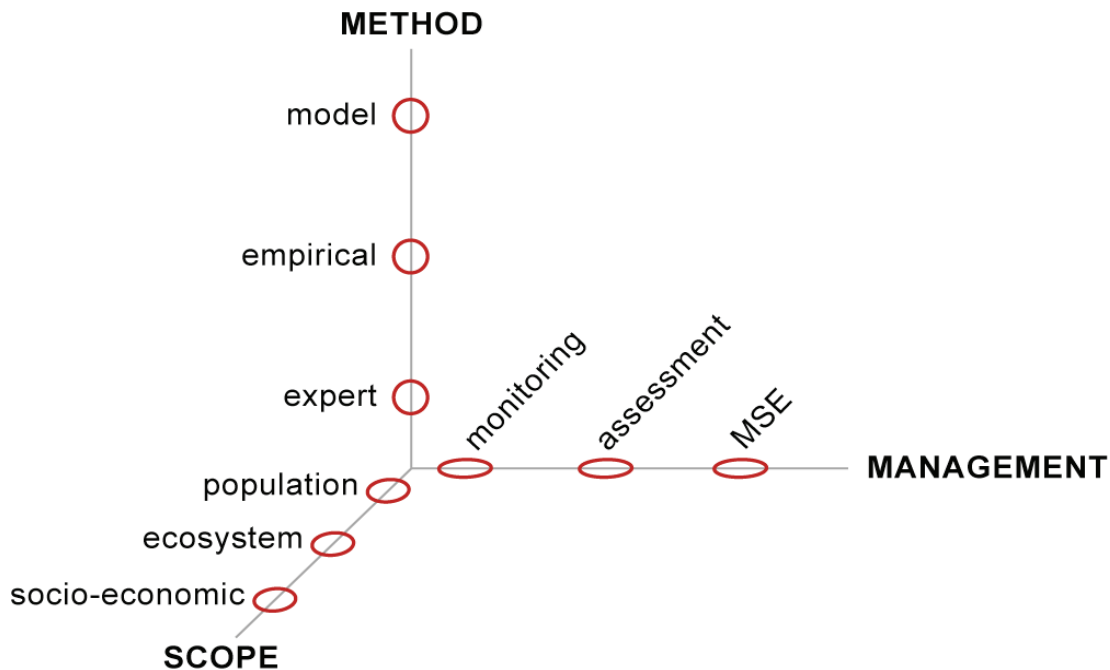 METHOD
model
empirical
expert
monitoring
assessment
MSE
MANAGEMENT
population
ecosystem
socio-economic
SCOPE